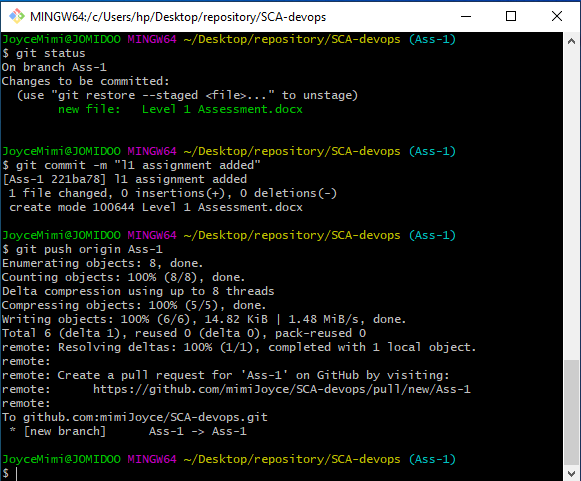 MINGW64:/c/Users/hp/Desktop/repository/SCA-devops
JoyceMimi@JOMIDOO MINGW64 ~/Desktop/repository/SCA-devops (Ass-1)
$ git status
On branch Ass-1
Changes to be committed:
  (use "git restore --staged <file>..." to unstage)
        new file:   Level 1 Assessment.docx
JoyceMimi@JOMIDOO MINGW64 ~/Desktop/repository/SCA-devops (Ass-1)
$ git commit -m "l1 assignment added"
[Ass-1 221ba78] l1 assignment added
 1 file changed, 0 insertions(+), 0 deletions(-)
 create mode 100644 Level 1 Assessment.docx
JoyceMimi@JOMIDOO MINGW64 ~/Desktop/repository/SCA-devops (Ass-1)
$ git push origin Ass-1
Enumerating objects: 8, done.
Counting objects: 100% (8/8), done.
Delta compression using up to 8 threads
Compressing objects: 100% (5/5), done.
Writing objects: 100% (6/6), 14.82 KiB | 1.48 MiB/s, done.
Total 6 (delta 1), reused 0 (delta 0), pack-reused 0
remote: Resolving deltas: 100% (1/1), completed with 1 local object.
remote:
remote: Create a pull request for 'Ass-1' on GitHub by visiting:
remote:      https://github.com/mimiJoyce/SCA-devops/pull/new/Ass-1
remote:
To github.com:mimiJoyce/SCA-devops.git
 * [new branch]      Ass-1 -> Ass-1
JoyceMimi@JOMIDOO MINGW64 ~/Desktop/repository/SCA-devops (Ass-1)
$